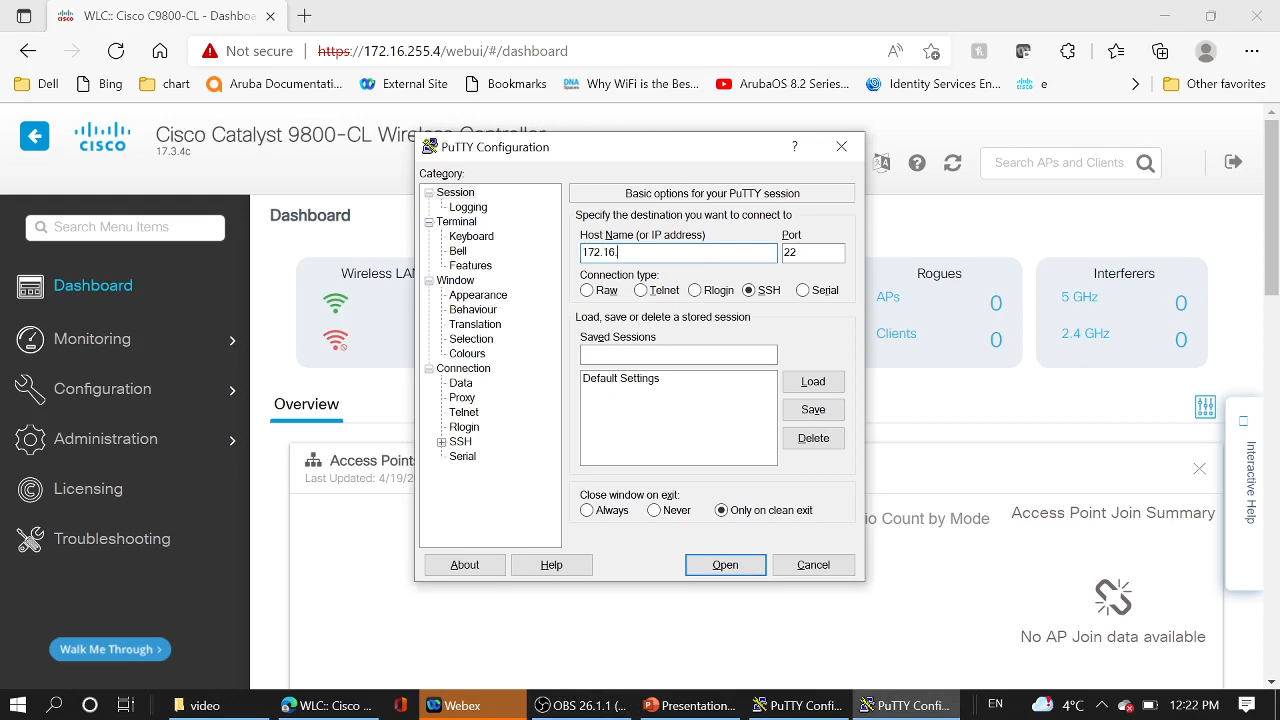 WLC:: Cisco C9800-CL - Dashboa
Not secure https://172.16.255.4/webui/#/dashboard
Dell Bing chart Aruba Documentati... External Site Bookmarks Why WiFi is the Bes... ArubaOS 8.2 Series... Identity Services En... e Other favorites
CISCO
Cisco Catalyst 9800-CL Wireless Controller
17.3.4c
Search APs and Clients
Search Menu Items
Dashboard
Monitoring
Configuration
Administration
Licensing
Troubleshooting
Walk Me Through >
Dashboard
Wireless LAN
Rogues
APs 0
Clients 0
Interferers
5 GHz 0
2.4 GHz 0
Overview
Access Points
Last Updated: 4/19/2
io Count by Mode
Access Point Join Summary
No AP Join data available
Interactive Help
PuTTY Configuration
?
Category:
Session
Logging
Terminal
Keyboard
Bell
Features
Window
Appearance
Behaviour
Translation
Selection
Colours
Connection
Data
Proxy
Telnet
Rlogin
SSH
Serial
Basic options for your PuTTY session
Specify the destination you want to connect to
Host Name (or IP address) Port
172.16. 22
Connection type:
Raw Telnet Rlogin SSH Serial
Load, save or delete a stored session
Saved Sessions
Default Settings
Load
Save
Delete
Close window on exit:
Always Never Only on clean exit
About Help Open Cancel
video WLC:: Cisco ... Webex OBS 26.1.1 (... Presentation... PuTTY Confi... PuTTY Confi... EN 4°C 12:22 PM